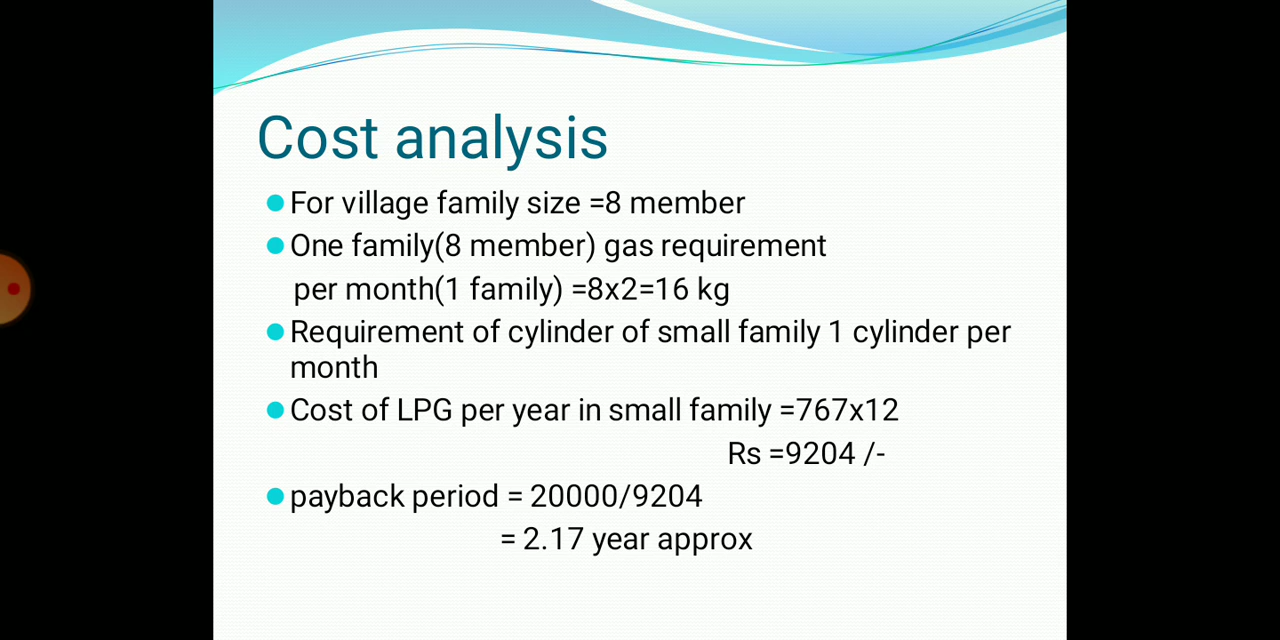 Cost analysis
For village family size =8 member
One family(8 member) gas requirement
per month(1 family) =8x2=16 kg
Requirement of cylinder of small family 1 cylinder per
month
Cost of LPG per year in small family =767x12
Rs =9204 /-
payback period = 20000/9204
= 2.17 year approx